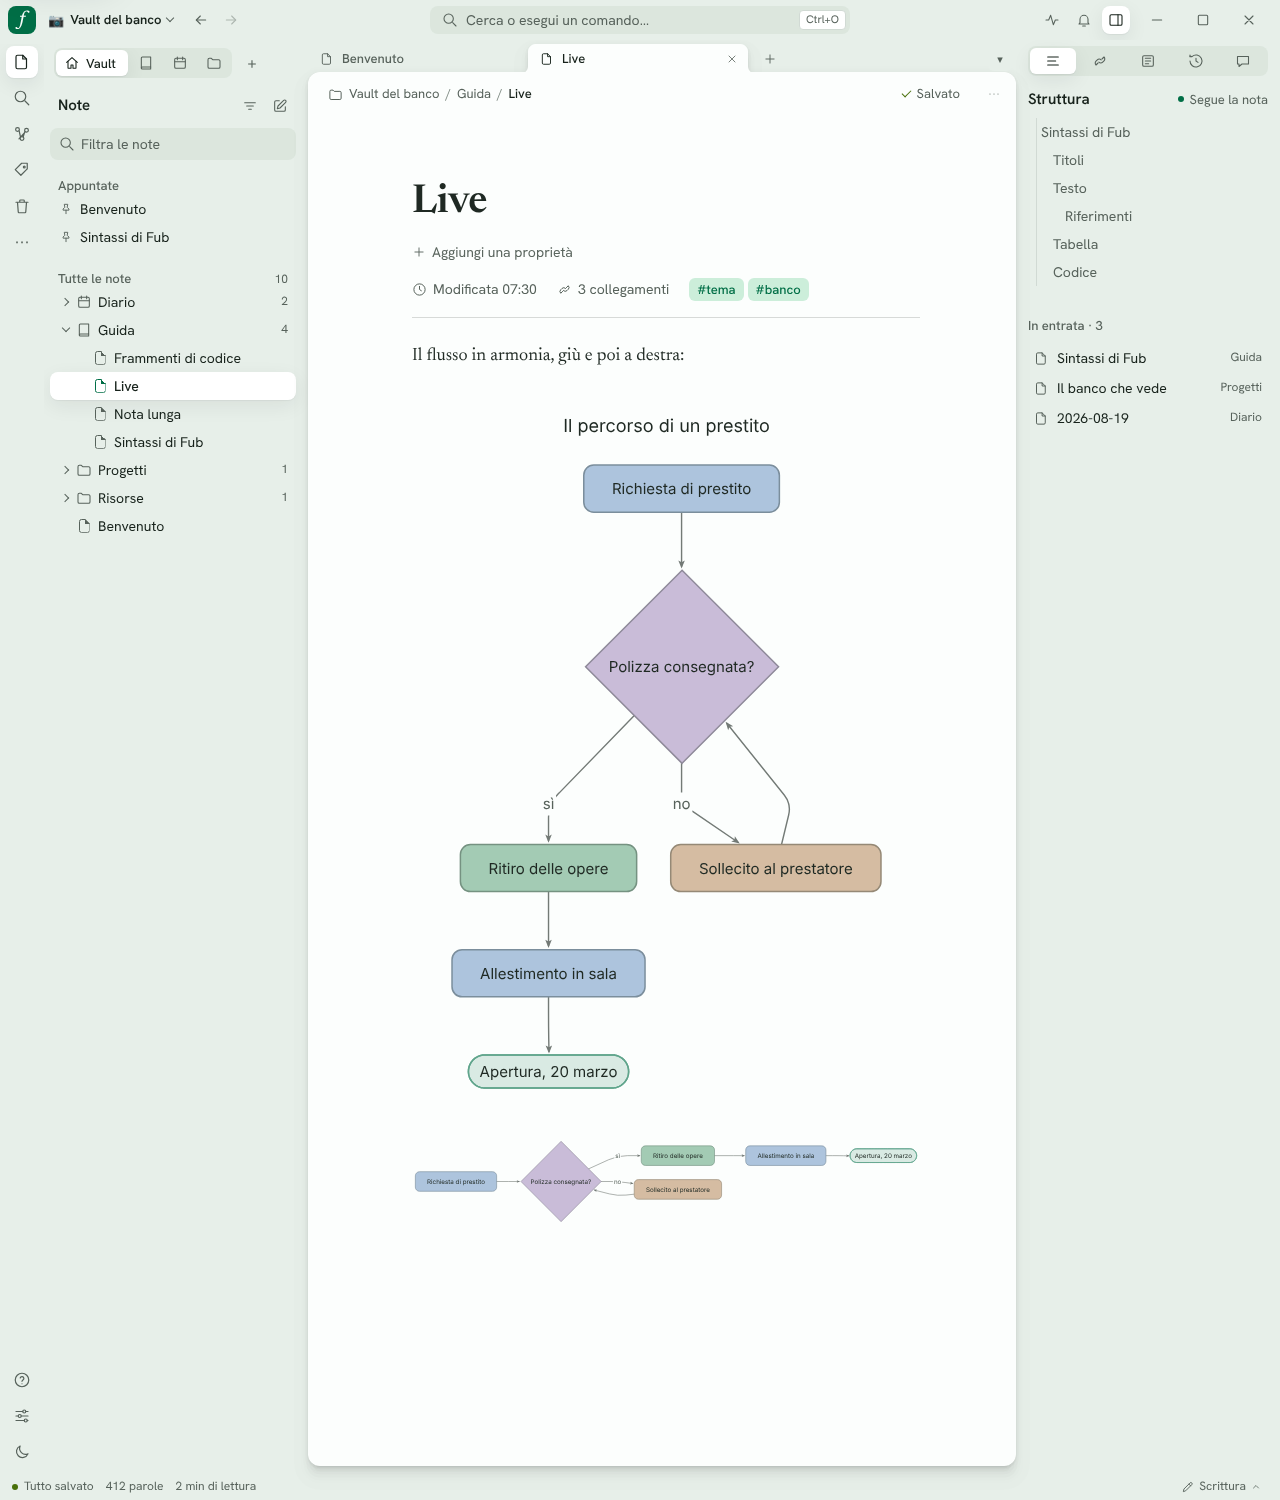 f
Vault del banco
Cerca o esegui un comando...
Ctrl+O
Vault
Note
Filtra le note
Appuntate
Benvenuto
Sintassi di Fub
Tutte le note 10
Diario 2
Guida 4
Frammenti di codice
Live
Nota lunga
Sintassi di Fub
Progetti 1
Risorse 1
Benvenuto
Benvenuto
Live
Vault del banco / Guida / Live
Salvato
Live
Aggiungi una proprietà
Modificata 07:30
3 collegamenti
#tema
#banco
Il flusso in armonia, giù e poi a destra:
Il percorso di un prestito
Richiesta di prestito
Polizza consegnata?
sì
no
Ritiro delle opere
Sollecito al prestatore
Allestimento in sala
Apertura, 20 marzo
Richiesta di prestito
Polizza consegnata?
sì
no
Ritiro delle opere
Sollecito al prestatore
Allestimento in sala
Apertura, 20 marzo
Struttura
Segue la nota
Sintassi di Fub
Titoli
Testo
Riferimenti
Tabella
Codice
In entrata · 3
Sintassi di Fub Guida
Il banco che vede Progetti
2026-08-19 Diario
Tutto salvato
412 parole
2 min di lettura
Scrittura